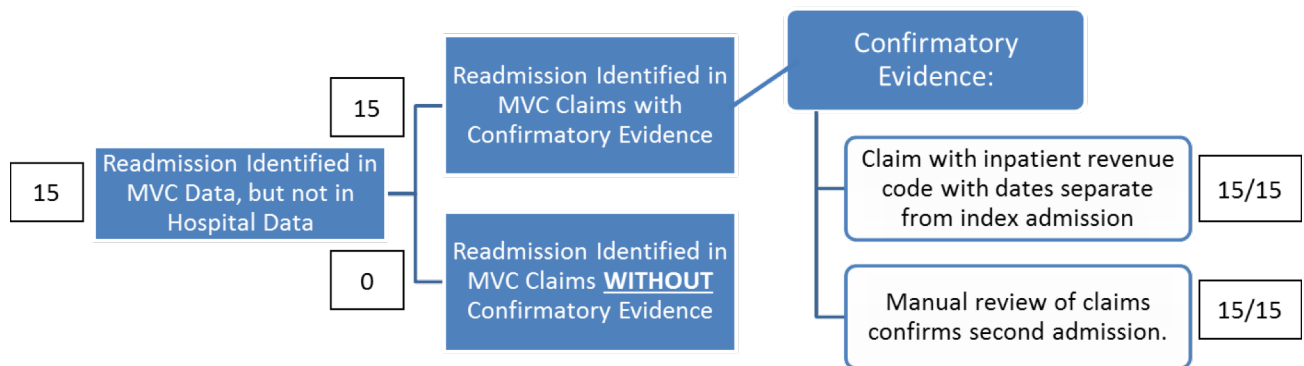 15
Readmission Identified in
MVC Data, but not in
Hospital Data
15
Readmission Identified in
MVC Claims with
Confirmatory Evidence
0
Readmission Identified in
MVC Claims WITHOUT
Confirmatory Evidence
Confirmatory
Evidence:
Claim with inpatient revenue
code with dates separate
from index admission
15/15
Manual review of claims
confirms second admission.
15/15